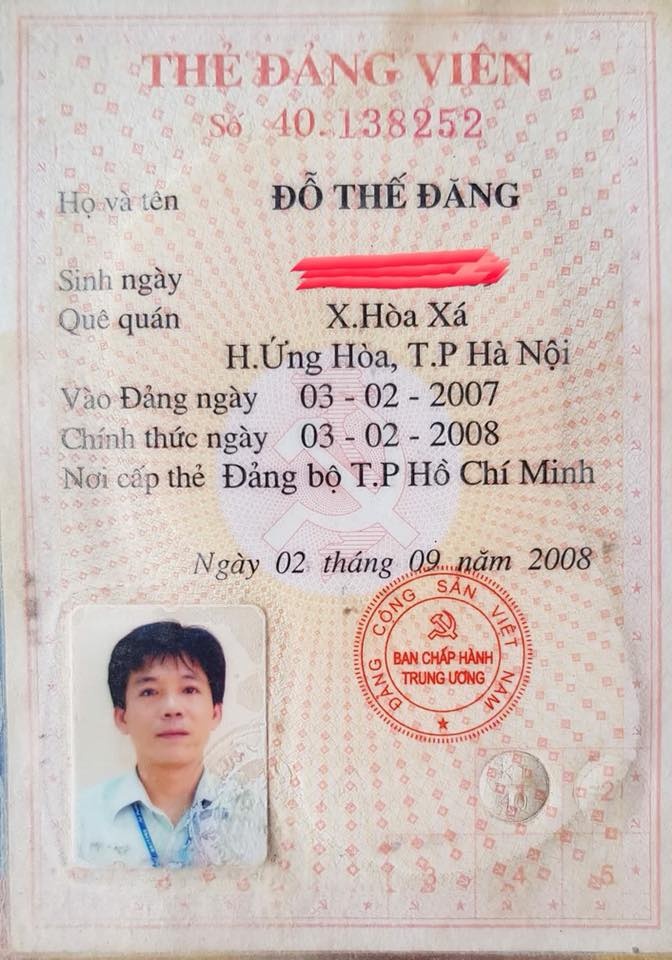 THẺ ĐẢNG VIÊN
Số 40.138252
Họ và tên ĐỖ THẾ ĐĂNG
Sinh ngày
Quê quán X.Hòa Xá
H.Ứng Hòa, T.P Hà Nội
Vào Đảng ngày 03 - 02 - 2007
Chính thức ngày 03 - 02 - 2008
Nơi cấp thẻ Đảng bộ T.P Hồ Chí Minh
Ngày 02 tháng 09 năm 2008
ĐẢNG CỘNG SẢN VIỆT NAM
BAN CHẤP HÀNH
TRUNG ƯƠNG
2
3 4 5